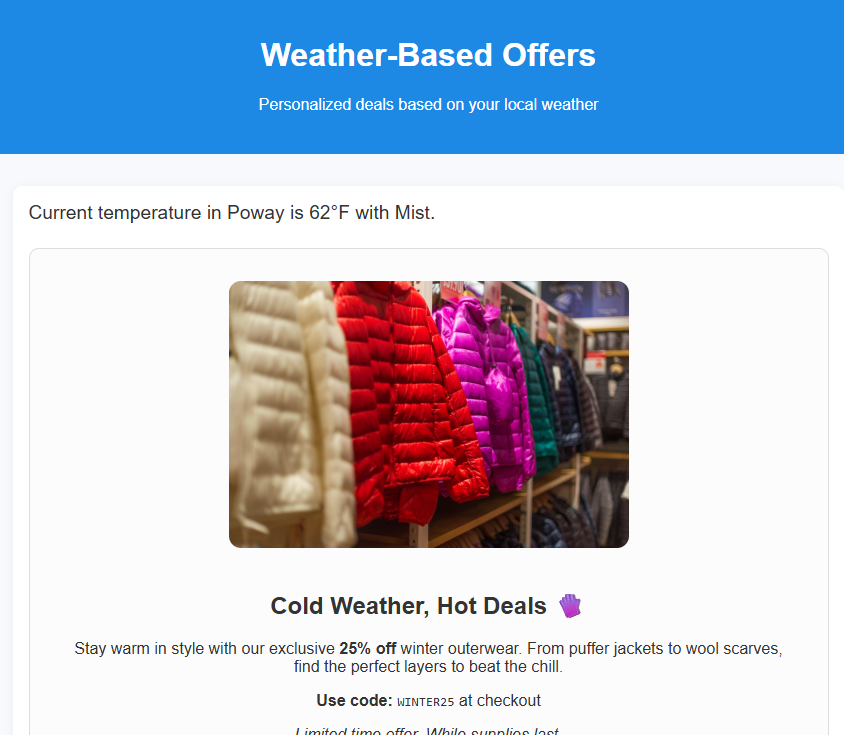 Weather-Based Offers
Personalized deals based on your local weather
Current temperature in Poway is 62°F with Mist.
Cold Weather, Hot Deals 🧤
Stay warm in style with our exclusive 25% off winter outerwear. From puffer jackets to wool scarves,
find the perfect layers to beat the chill.
Use code: WINTER25 at checkout
Limited time offer. While supplies last.